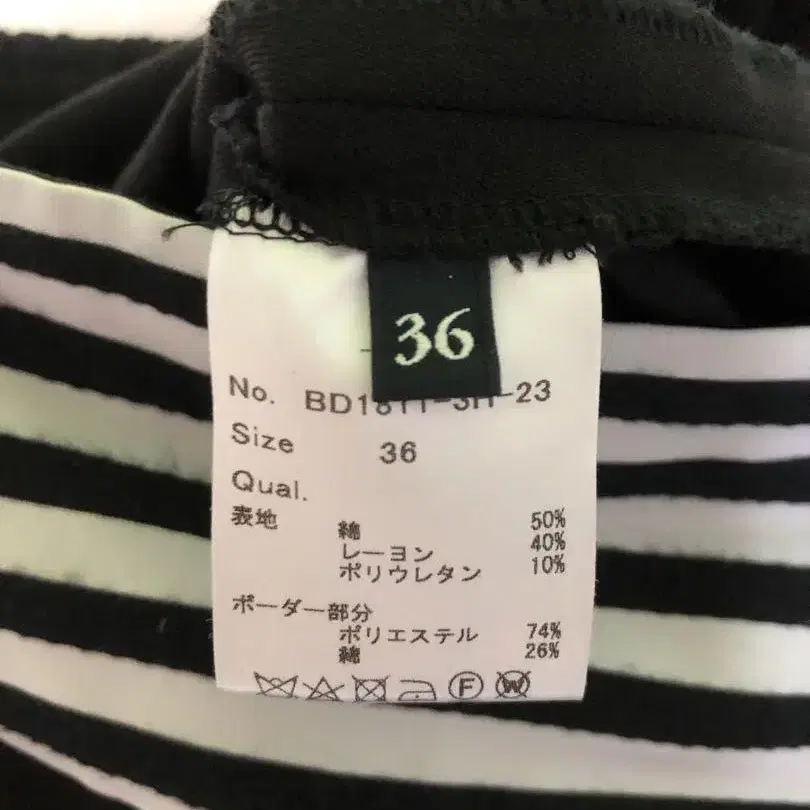 36
No. BD1811-3H-23
Size 36
Qual.
表地 綿 50%
レーヨン 40%
ポリウレタン 10%
ボーダー部分
ポリエステル 74%
綿 26%
F W